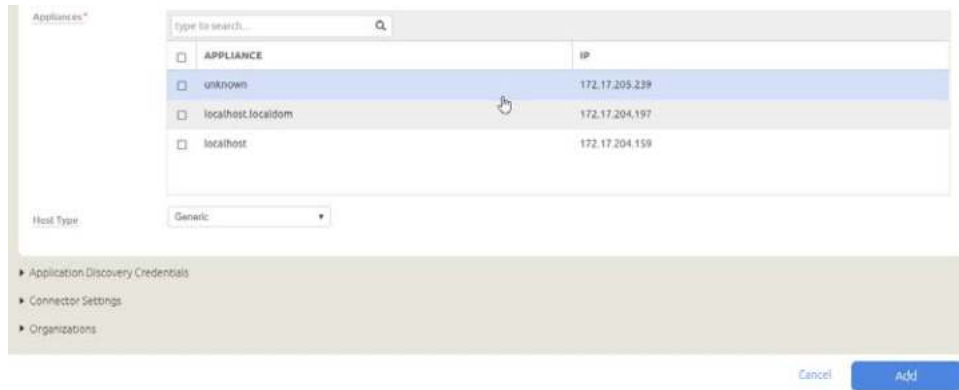 Appliances*
type to search...
APPLIANCE IP
unknown 172.17.205.239
localhost.localdom 172.17.204.197
localhost 172.17.204.159
Host Type Generic
Application Discovery Credentials
Connector Settings
Organizations
Cancel Add